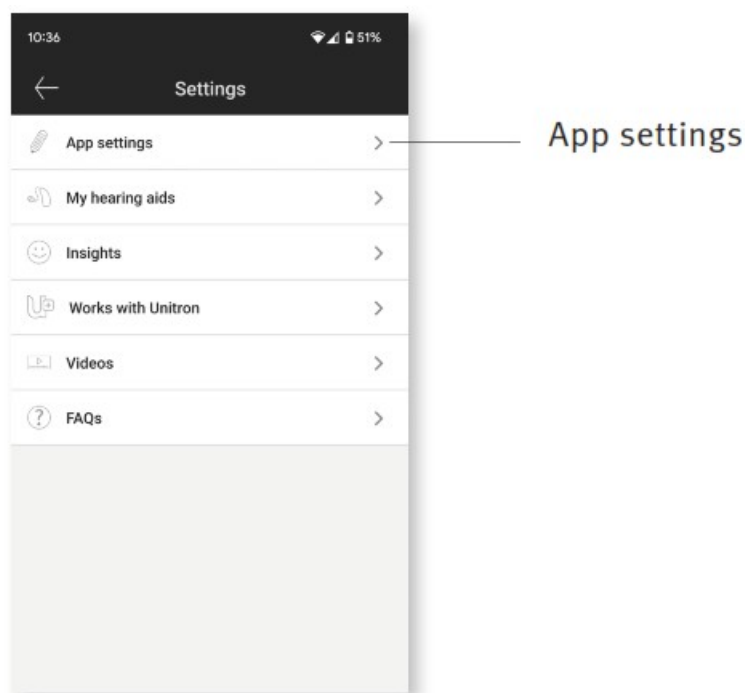 10:36
51%
Settings
App settings
App settings
My hearing aids
Insights
Works with Unitron
Videos
FAQs